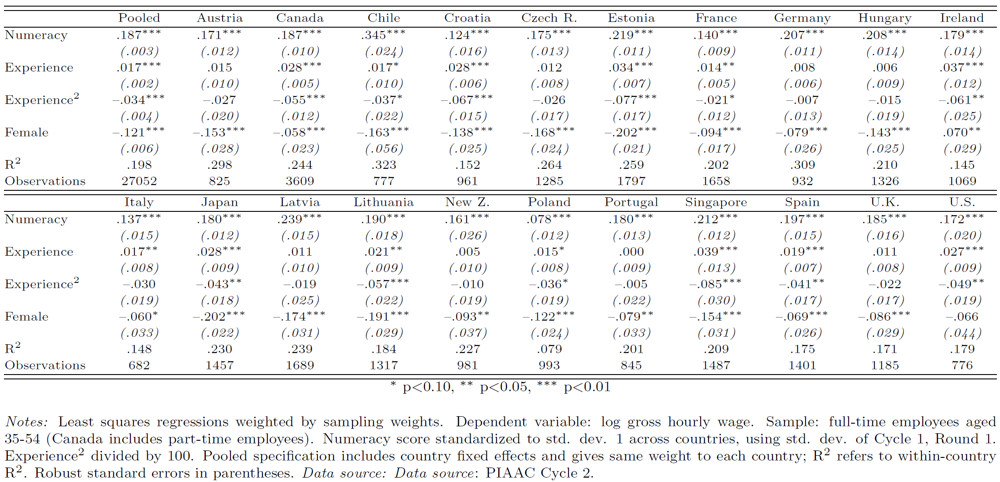 Pooled Austria Canada Chile Croatia Czech R. Estonia France Germany Hungary Ireland
Numeracy .187*** .171*** .187*** .345*** .124*** .175*** .219*** .140*** .207*** .208*** .179***
(.003) (.012) (.010) (.024) (.016) (.013) (.011) (.009) (.011) (.014) (.014)
Experience .017*** .015 .028*** .017* .028*** .012 .034*** .014** .008 .006 .037***
(.002) (.010) (.005) (.010) (.006) (.008) (.007) (.005) (.006) (.009) (.012)
Experience² –.034*** –.027 –.055*** –.037* –.067*** –.026 –.077*** –.021* –.007 –.015 –.061**
(.004) (.020) (.012) (.022) (.015) (.017) (.017) (.012) (.013) (.019) (.025)
Female –.121*** –.153*** –.058*** –.163*** –.138*** –.168*** –.202*** –.094*** –.079*** –.143*** .070**
(.006) (.028) (.023) (.056) (.025) (.024) (.021) (.017) (.026) (.025) (.029)
R² .198 .298 .244 .323 .152 .264 .259 .202 .309 .210 .145
Observations 27052 825 3609 777 961 1285 1797 1658 932 1326 1069
Italy Japan Latvia Lithuania New Z. Poland Portugal Singapore Spain U.K. U.S.
Numeracy .137*** .180*** .239*** .190*** .161*** .078*** .180*** .212*** .197*** .185*** .172***
(.015) (.012) (.015) (.018) (.026) (.012) (.013) (.012) (.015) (.016) (.020)
Experience .017** .028*** .011 .021** .005 .015* .000 .039*** .019*** .011 .027***
(.008) (.009) (.010) (.009) (.010) (.008) (.009) (.013) (.007) (.008) (.009)
Experience² –.030 –.043** –.019 –.057*** –.010 –.036* –.005 –.085*** –.041** –.022 –.049**
(.019) (.018) (.025) (.022) (.019) (.019) (.022) (.030) (.017) (.017) (.019)
Female –.060* –.202*** –.174*** –.191*** –.093** –.122*** –.079** –.154*** –.069*** –.086*** –.066
(.033) (.022) (.031) (.029) (.037) (.024) (.033) (.031) (.026) (.029) (.044)
R² .148 .230 .239 .184 .227 .079 .201 .209 .175 .171 .179
Observations 682 1457 1689 1317 981 993 845 1487 1401 1185 776
* p<0.10, ** p<0.05, *** p<0.01
Notes: Least squares regressions weighted by sampling weights. Dependent variable: log gross hourly wage. Sample: full-time employees aged
35-54 (Canada includes part-time employees). Numeracy score standardized to std. dev. 1 across countries, using std. dev. of Cycle 1, Round 1.
Experience² divided by 100. Pooled specification includes country fixed effects and gives same weight to each country; R² refers to within-country
R². Robust standard errors in parentheses. Data source: Data source: PIAAC Cycle 2.